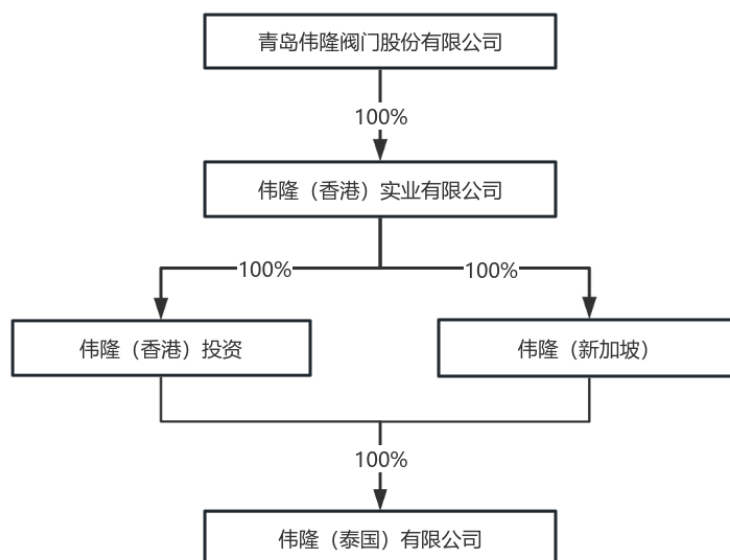 青岛伟隆阀门股份有限公司
100%
伟隆（香港）实业有限公司
100%
100%
伟隆（香港）投资
伟隆（新加坡）
100%
伟隆（泰国）有限公司